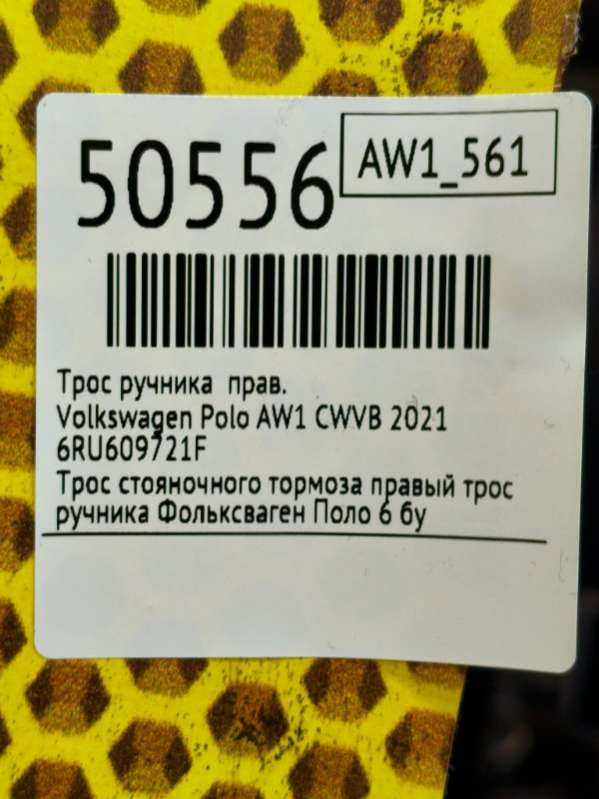 50556
AW1_561
Трос ручника прав.
Volkswagen Polo AW1 CWVB 2021
6RU609721F
Трос стояночного тормоза правый трос
ручника Фольксваген Поло 6 бу